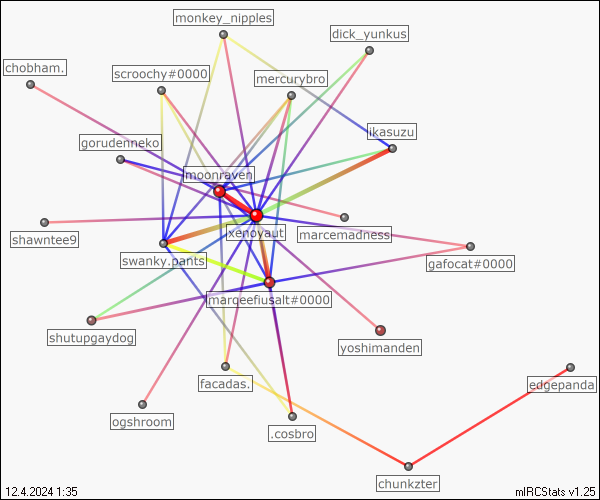 monkey_nipples
dick_yunkus
chobham.
scroochy#0000
mercurybro
ikasuzu
gorudenneko
moonraven
xenoyaut
marcemadness
shawntee9
swanky.pants
gafocat#0000
marqeefiusalt#0000
shutupgaydog
yoshimanden
facadas.
edgepanda
ogshroom
.cosbro
chunkzter
12.4.2024 1:35
mIRCStats v1.25